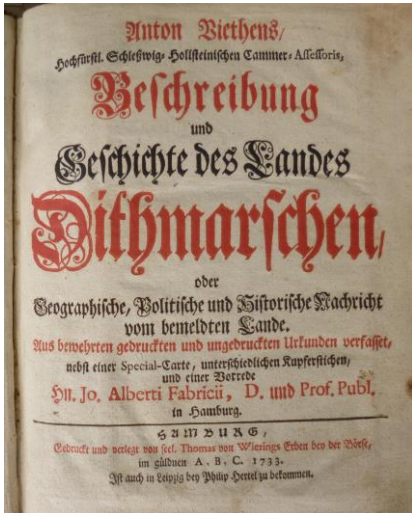 Anton Viethens/
Hochfürstl. Schleßwig-Hollsteinischen Cammer-Assessoris,
Beschreibung
und
Geschichte des Landes
Dithmarschen,
oder
Geographische, Politische und Historische Nachricht
vom bemeldten Lande.
Aus bewehrten gedruckten und ungedruckten Urkunden verfasset,
nebst einer Special-Carte, unterschiedlichen Kupferstichen,
und einer Vorrede
Hn. Jo. Alberti Fabricii, D. und Prof. Publ.
in Hamburg.
HAMBURG,
Gedruckt und verlegt von seel. Thomas von Wierings Erben bey der Börse,
im güldnen A. B. C. 1733.
Ist auch in Leipzig bey Philip Hertel zu bekommen.